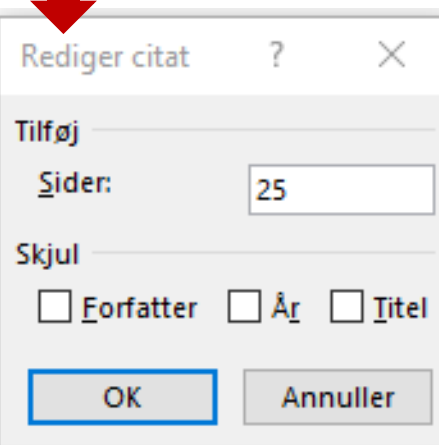 Rediger citat ?
Tilføj
Sider: 25
Skjul
Forfatter År Titel
OK Annuller